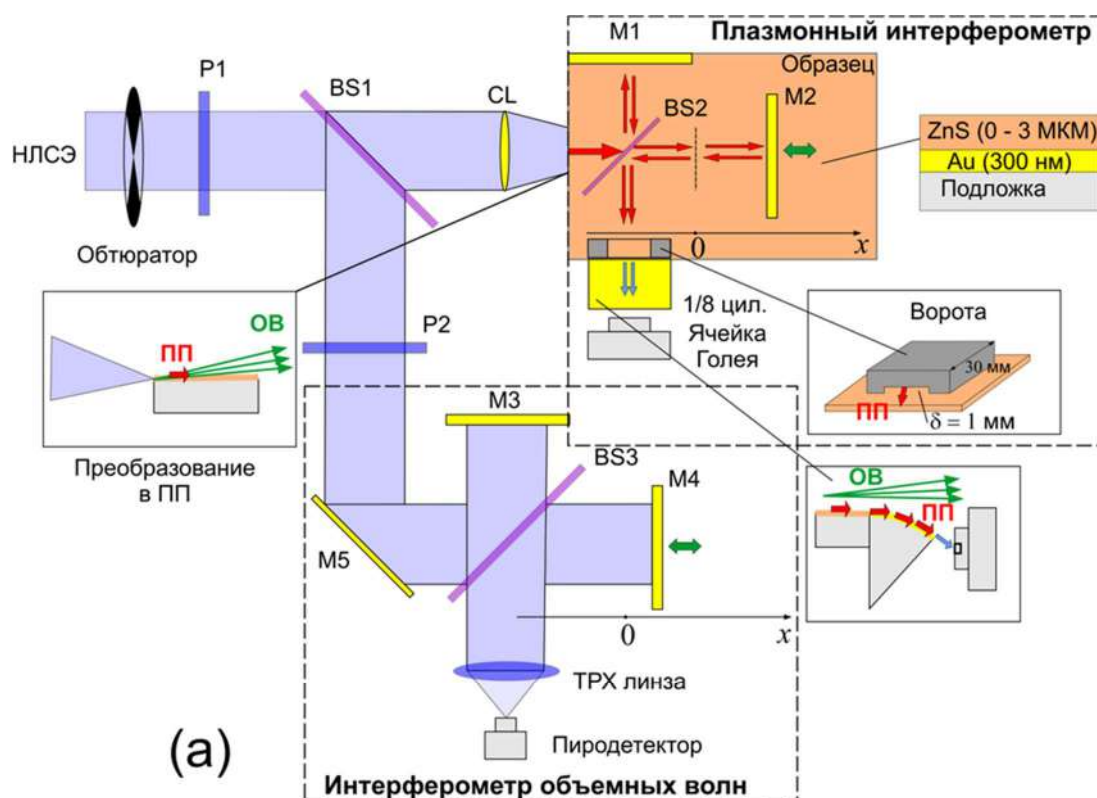 Плазмонный интерферометр
M1
Образец
P1
BS1
CL
BS2
M2
НЛСЭ
ZnS (0 - 3 МКМ)
Au (300 нм)
Подложка
Обтюратор
0
x
1/8 цил.
Ячейка
Голея
Ворота
30 мм
ПП
δ = 1 мм
ОВ
ПП
Преобразование
в ПП
P2
M3
BS3
M4
M5
0
x
ОВ
ПП
ТРХ линза
Пиродетектор
(a)
Интерферометр объемных волн